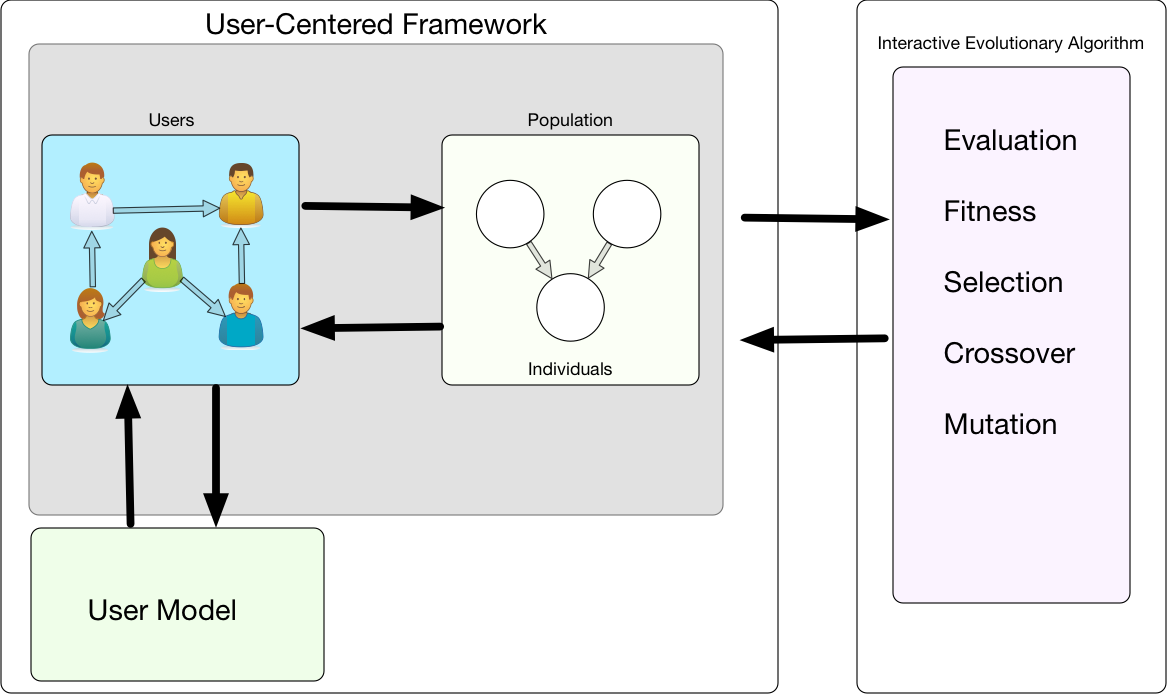 User-Centered Framework
Interactive Evolutionary Algorithm
Users
Population
Individuals
Evaluation
Fitness
Selection
Crossover
Mutation
User Model